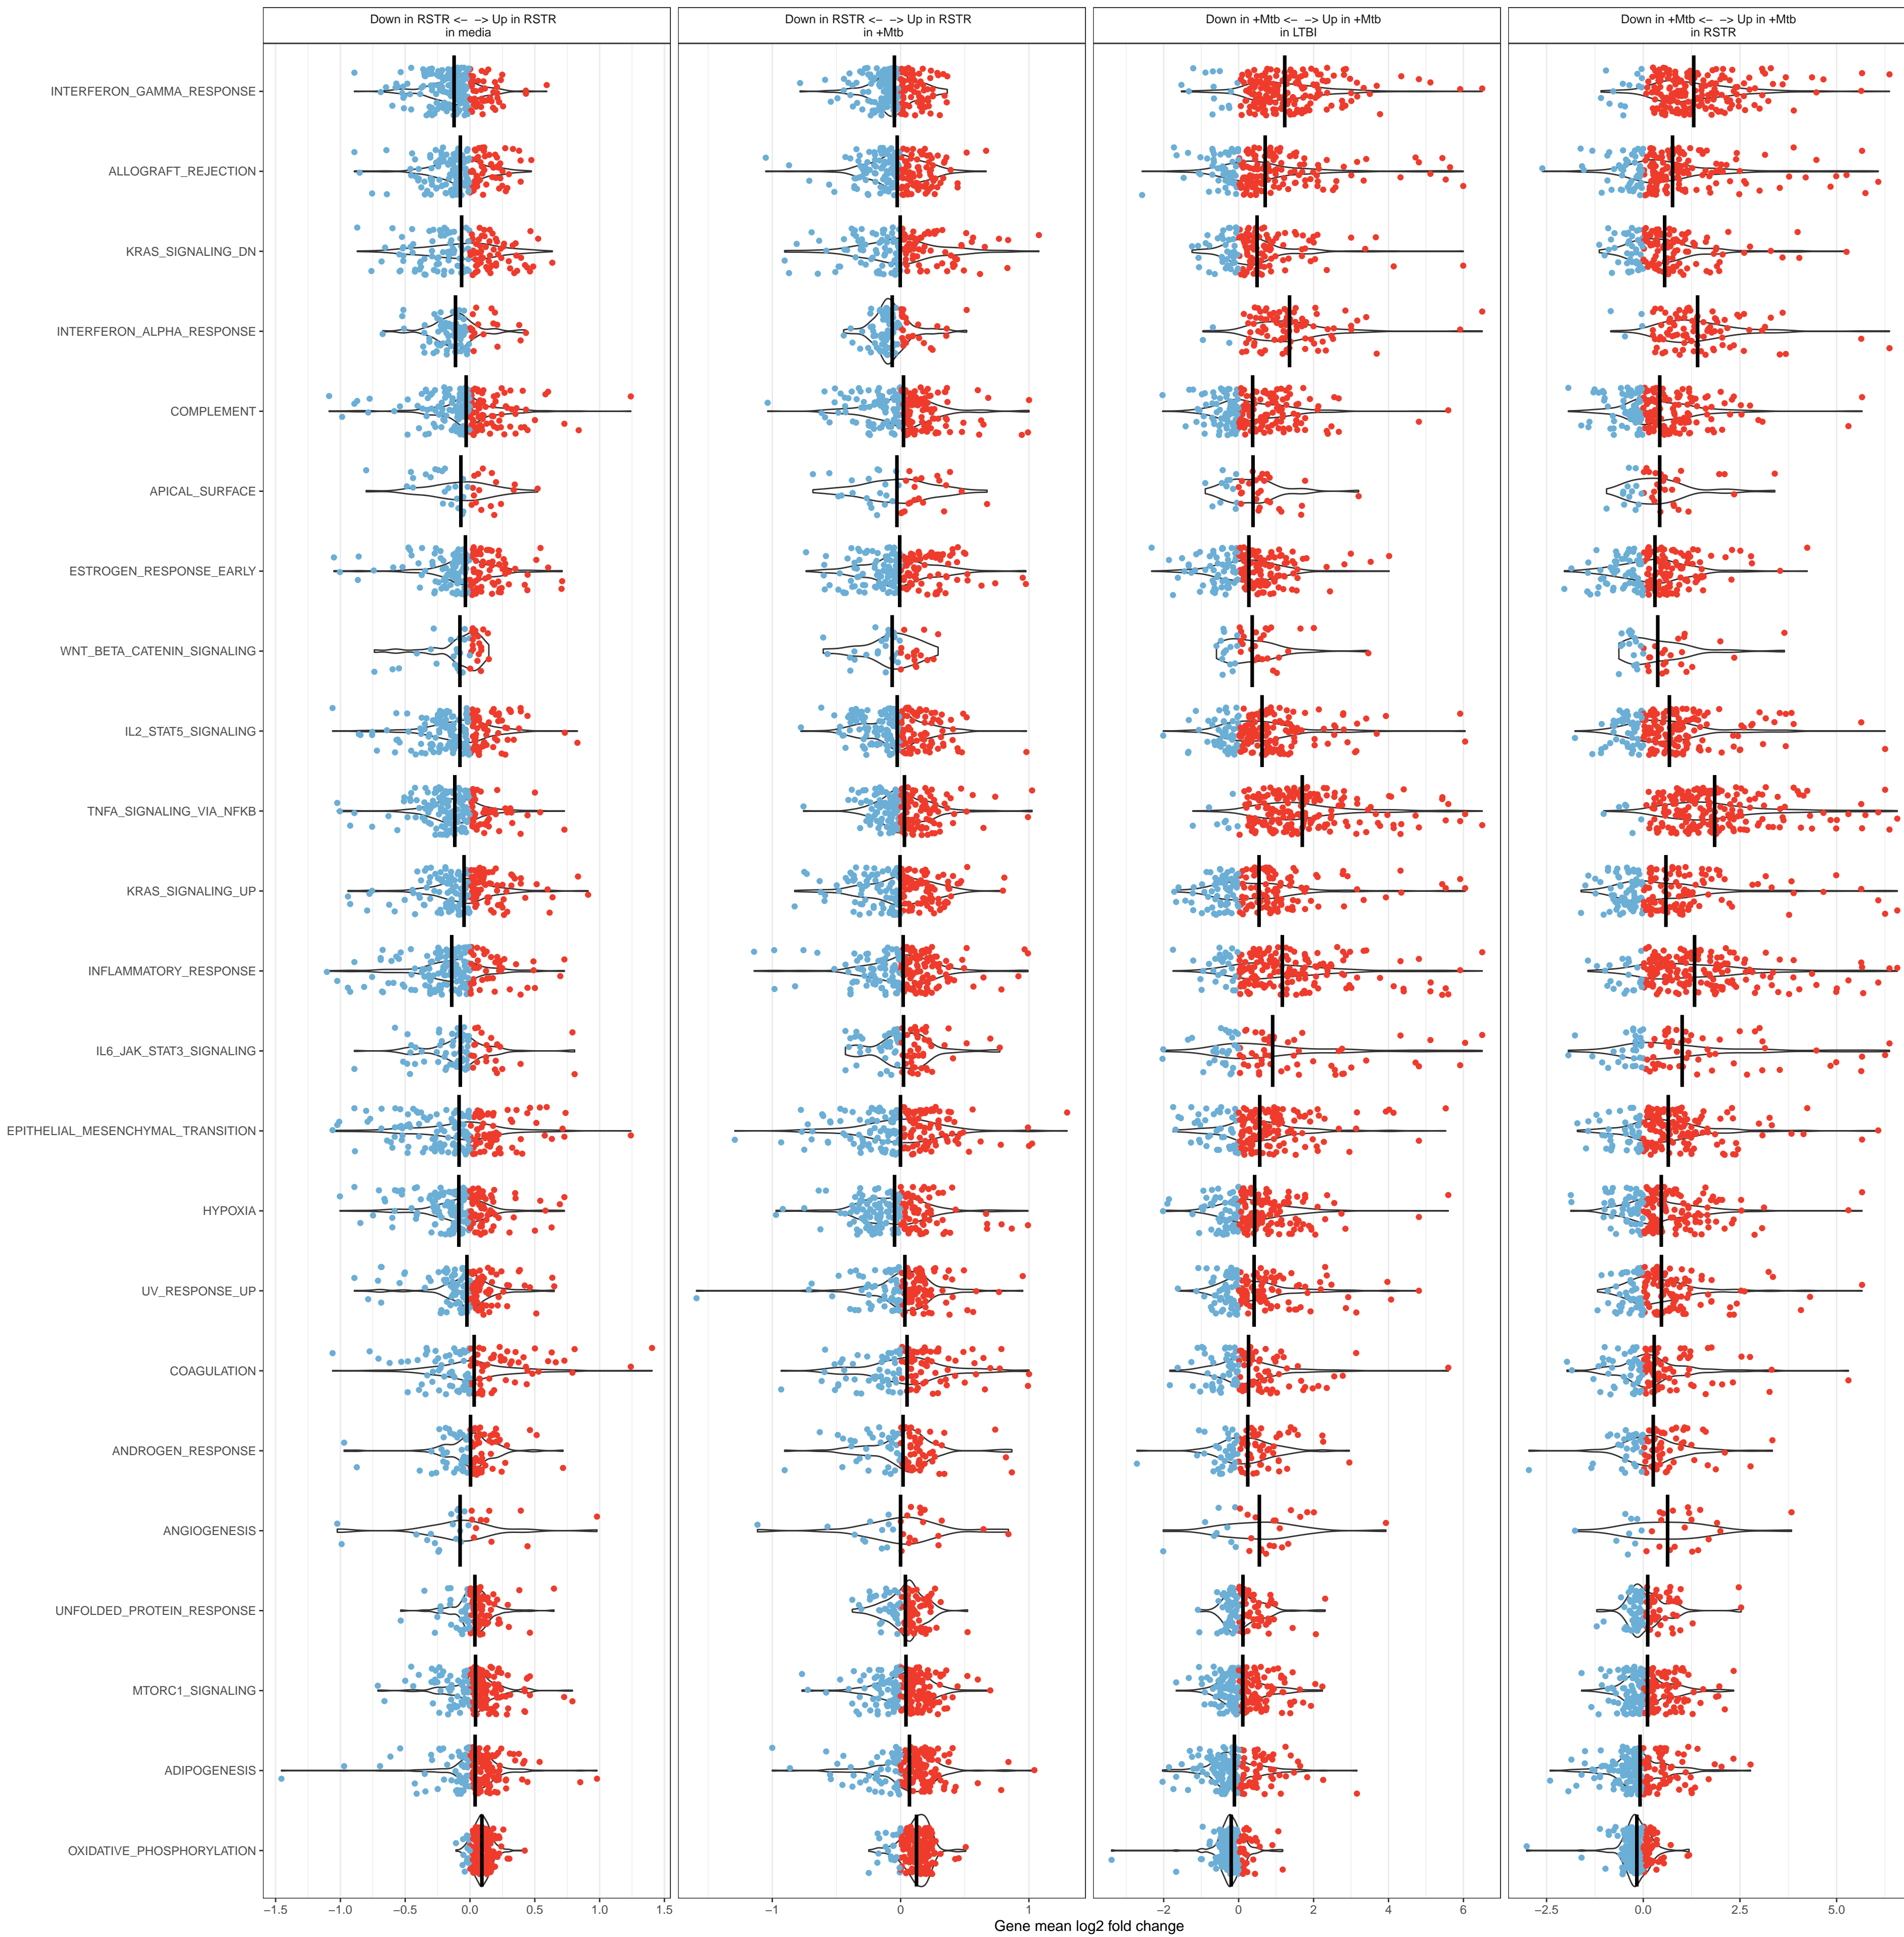 Down in RSTR <– –> Up in RSTR
in media
Down in RSTR <– –> Up in RSTR
in +Mtb
Down in +Mtb <– –> Up in +Mtb
in LTBI
Down in +Mtb <– –> Up in +Mtb
in RSTR
INTERFERON_GAMMA_RESPONSE
ALLOGRAFT_REJECTION
KRAS_SIGNALING_DN
INTERFERON_ALPHA_RESPONSE
COMPLEMENT
APICAL_SURFACE
ESTROGEN_RESPONSE_EARLY
WNT_BETA_CATENIN_SIGNALING
IL2_STAT5_SIGNALING
TNFA_SIGNALING_VIA_NFKB
KRAS_SIGNALING_UP
INFLAMMATORY_RESPONSE
IL6_JAK_STAT3_SIGNALING
EPITHELIAL_MESENCHYMAL_TRANSITION
HYPOXIA
UV_RESPONSE_UP
COAGULATION
ANDROGEN_RESPONSE
ANGIOGENESIS
UNFOLDED_PROTEIN_RESPONSE
MTORC1_SIGNALING
ADIPOGENESIS
OXIDATIVE_PHOSPHORYLATION
−1.5 −1.0 −0.5 0.0 0.5 1.0 1.5
−1 0 1
−2 0 2 4 6
−2.5 0.0 2.5 5.0
Gene mean log2 fold change